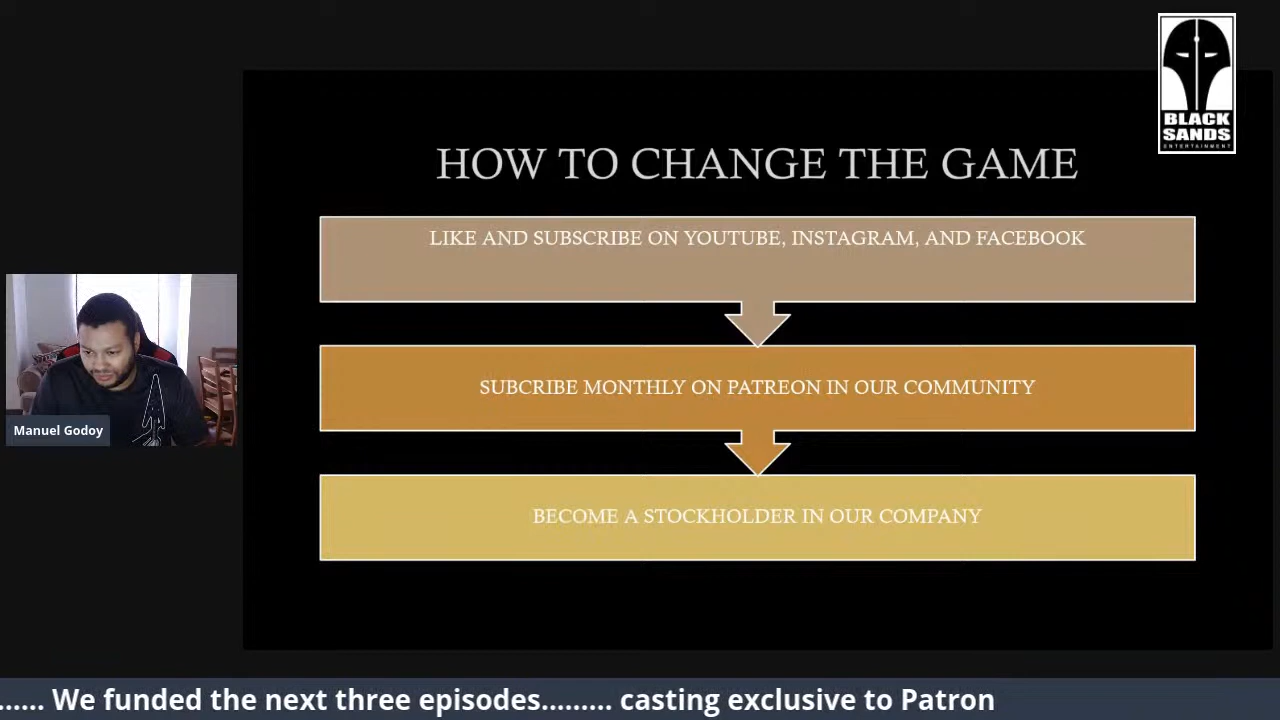 BLACK
SANDS
ENTERTAINMENT
HOW TO CHANGE THE GAME
LIKE AND SUBSCRIBE ON YOUTUBE, INSTAGRAM, AND FACEBOOK
SUBCRIBE MONTHLY ON PATREON IN OUR COMMUNITY
BECOME A STOCKHOLDER IN OUR COMPANY
Manuel Godoy
...... We funded the next three episodes......... casting exclusive to Patron